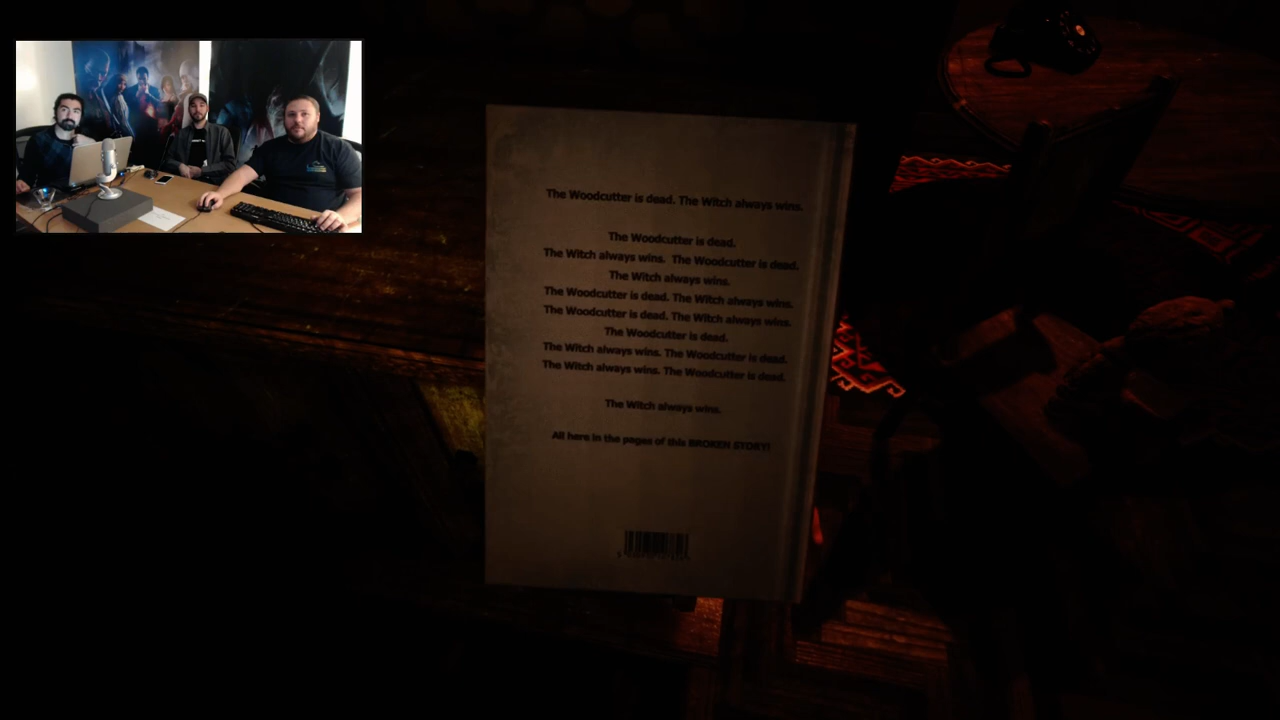 The Woodcutter is dead. The Witch always wins.
The Woodcutter is dead.
The Witch always wins. The Woodcutter is dead.
The Witch always wins.
The Woodcutter is dead. The Witch always wins.
The Woodcutter is dead. The Witch always wins.
The Woodcutter is dead.
The Witch always wins. The Woodcutter is dead.
The Witch always wins. The Woodcutter is dead.
The Witch always wins.
All here in the pages of this BROKEN STORY!